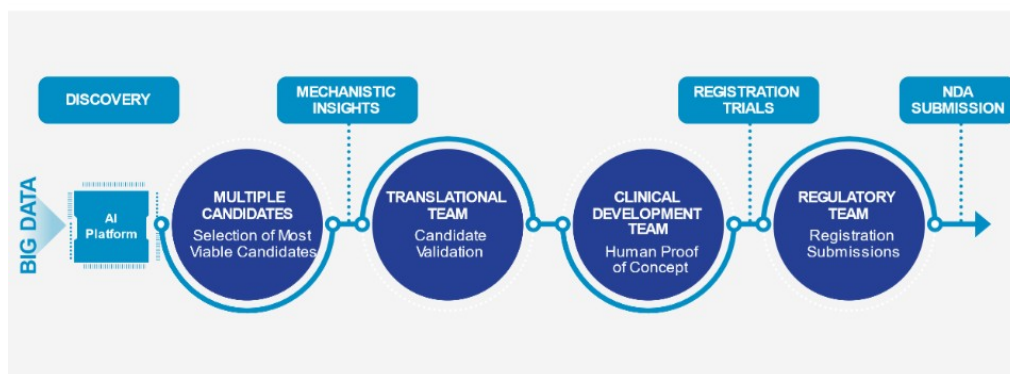 DISCOVERY
MECHANISTIC
INSIGHTS
REGISTRATION
TRIALS
NDA
SUBMISSION
BIG DATA
AI
Platform
MULTIPLE
CANDIDATES
Selection of Most
Viable Candidates
TRANSLATIONAL
TEAM
Candidate
Validation
CLINICAL
DEVELOPMENT
TEAM
Human Proof
of Concept
REGULATORY
TEAM
Registration
Submissions